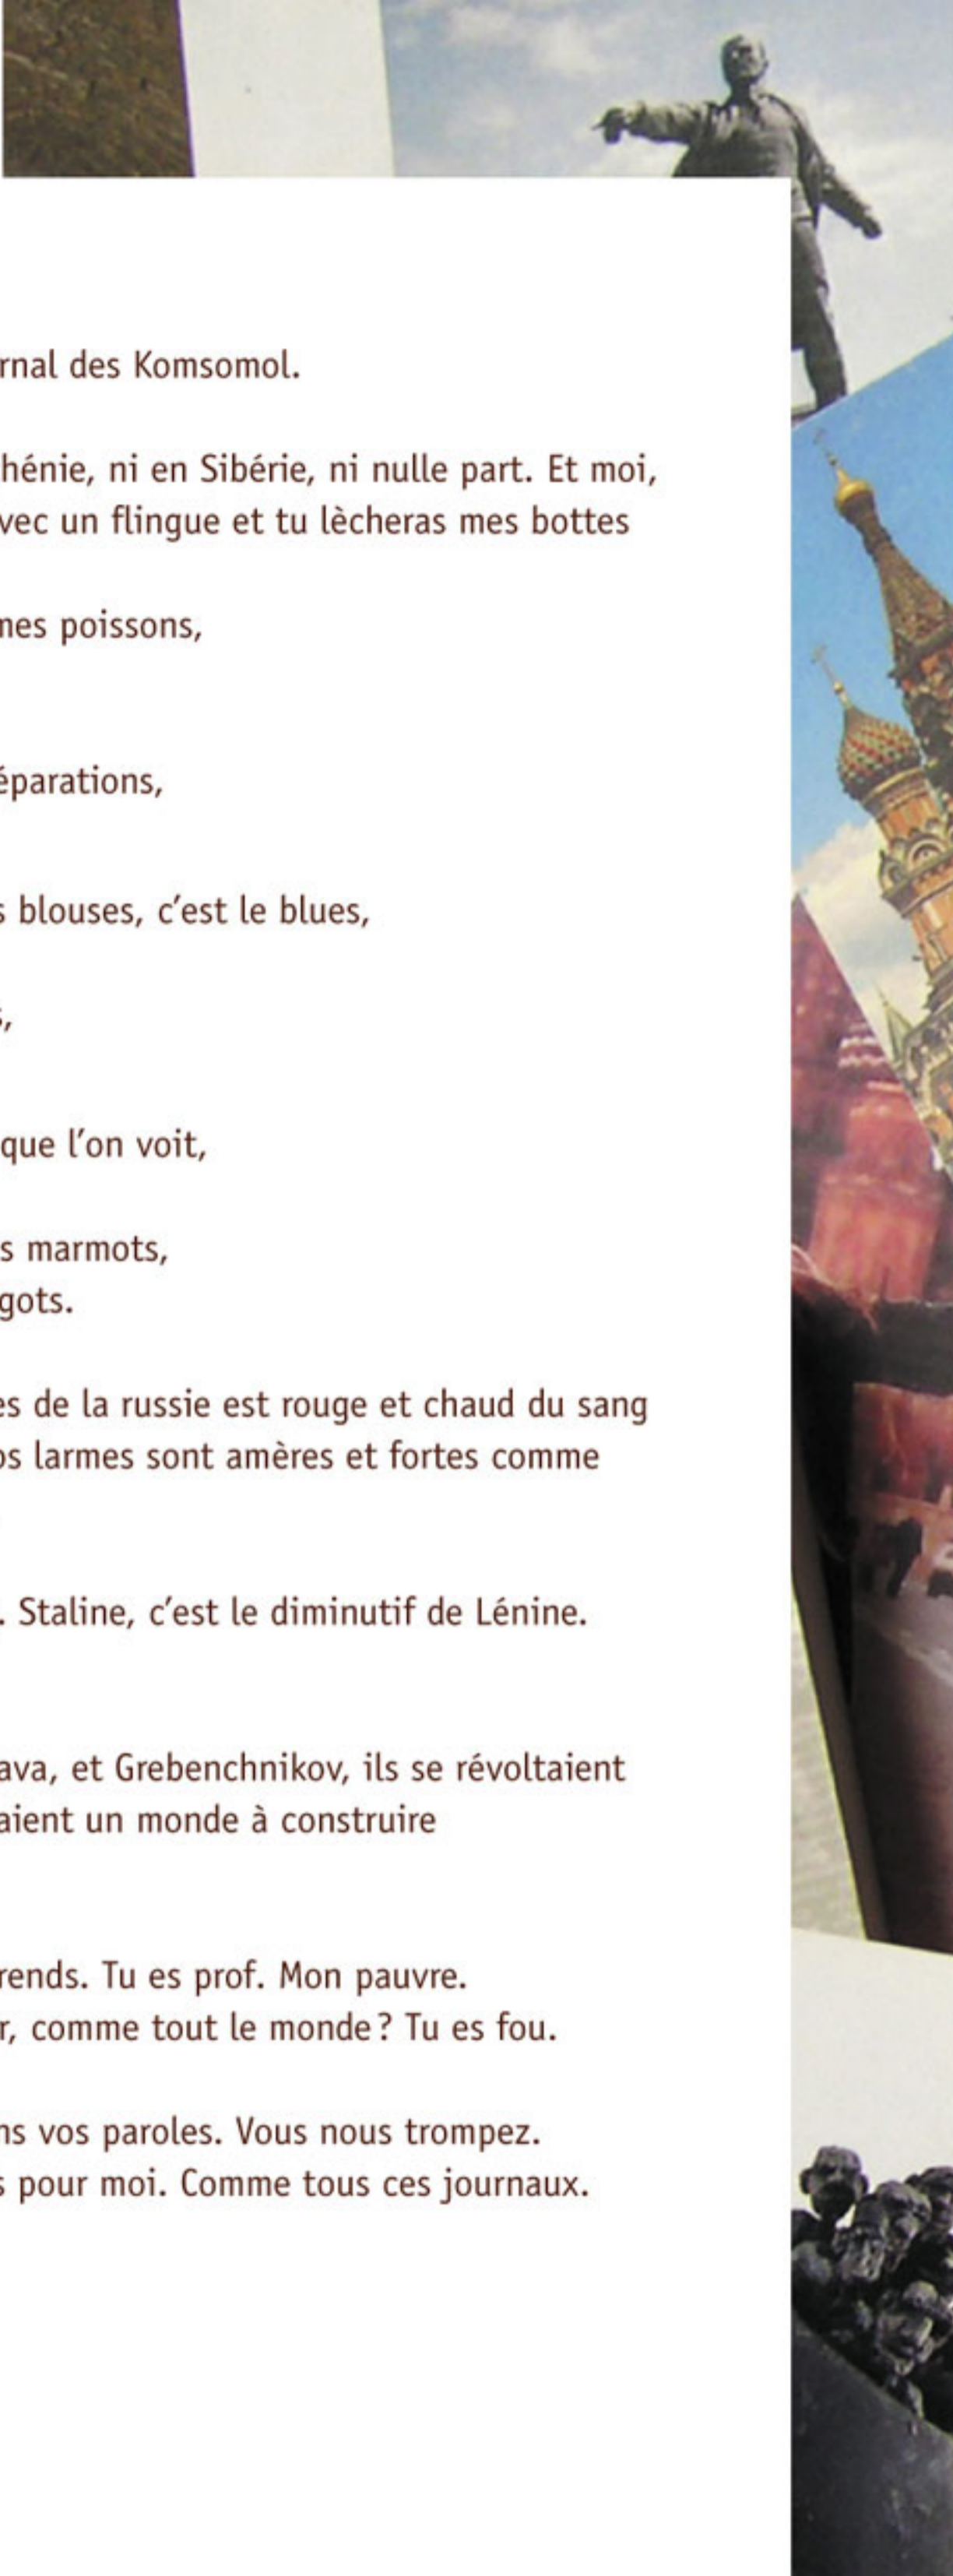 rnal des Komsomol.
hénie, ni en Sibérie, ni nulle part. Et moi,
vec un flingue et tu lècheras mes bottes
mes poissons,
éparations,
s blouses, c’est le blues,
s,
que l’on voit,
s marmots,
gots.
es de la russie est rouge et chaud du sang
os larmes sont amères et fortes comme
. Staline, c’est le diminutif de Lénine.
ava, et Grebenchnikov, ils se révoltaient
aient un monde à construire
rends. Tu es prof. Mon pauvre.
r, comme tout le monde? Tu es fou.
ns vos paroles. Vous nous trompez.
s pour moi. Comme tous ces journaux.